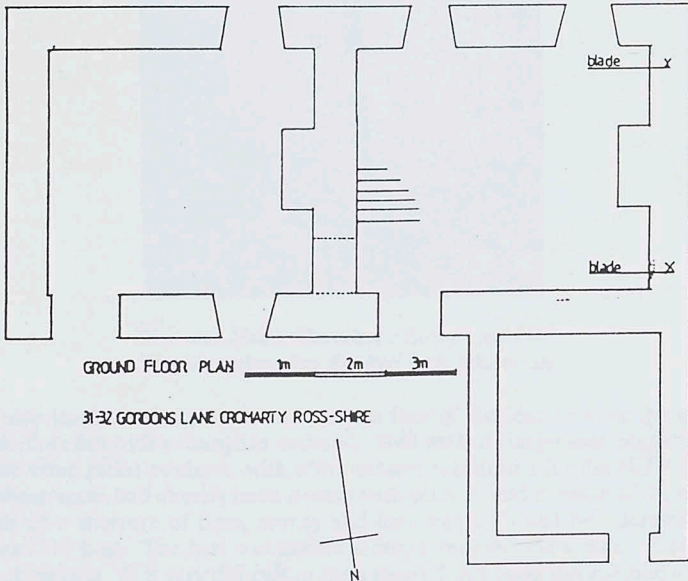 blade Y
blade X
GROUND FLOOR PLAN 1m 2m 3m
31-32 GORDONS LANE CROMARTY ROSS-SHIRE
N